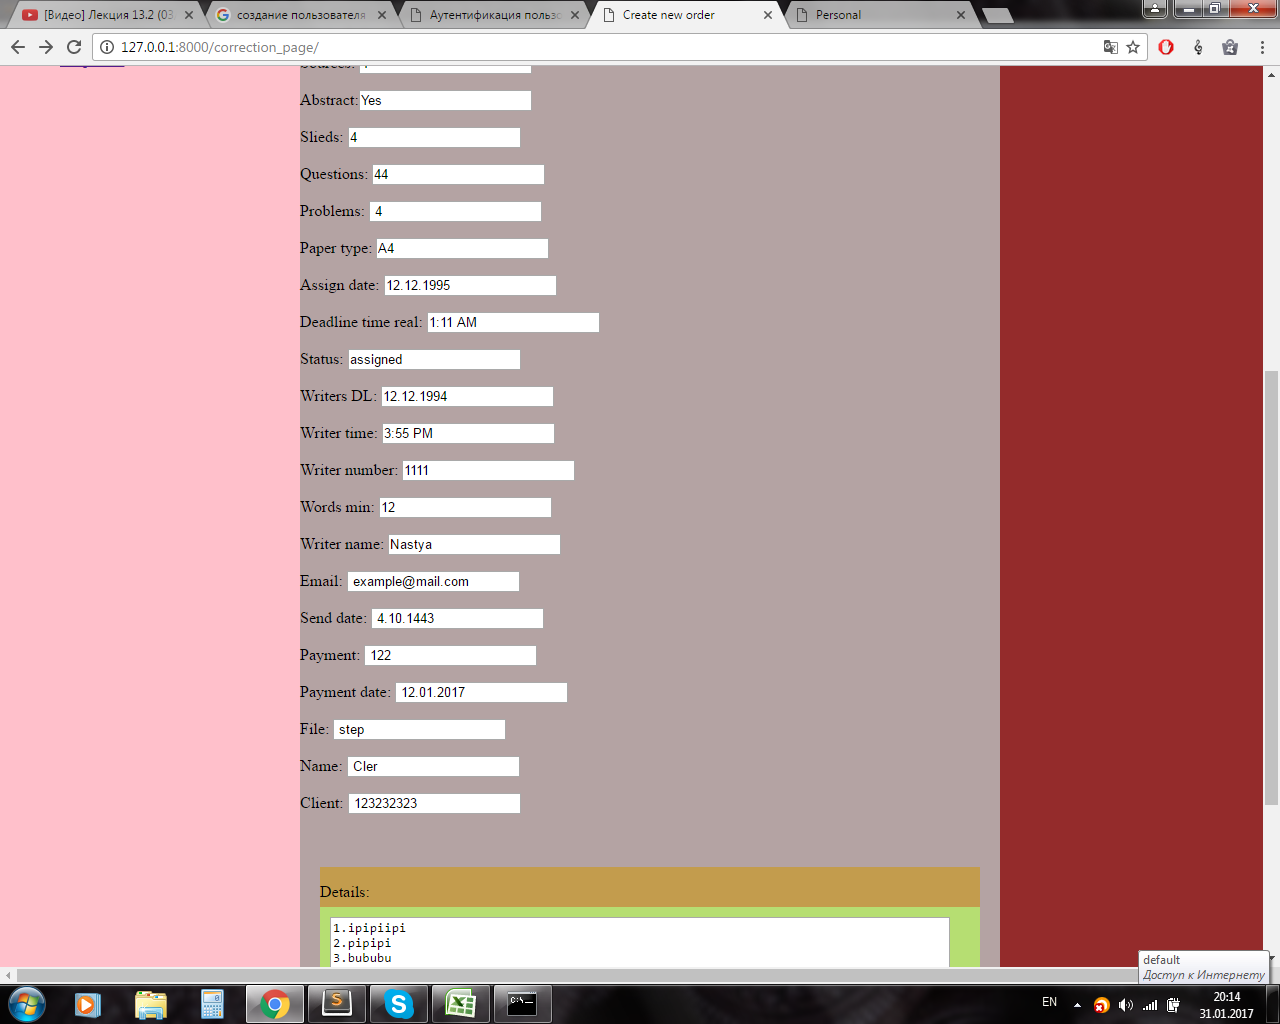 [Видео] Лекция 13.2 (03
создание пользователя
Аутентификация пользо
Create new order
Personal
127.0.0.1:8000/correction_page/
Abstract: Yes
Slieds: 4
Questions: 44
Problems: 4
Paper type: A4
Assign date: 12.12.1995
Deadline time real: 1:11 AM
Status: assigned
Writers DL: 12.12.1994
Writer time: 3:55 PM
Writer number: 1111
Words min: 12
Writer name: Nastya
Email: example@mail.com
Send date: 4.10.1443
Payment: 122
Payment date: 12.01.2017
File: step
Name: Cler
Client: 123232323
Details:
1.ipipiipi
2.pipipi
3.bububu
default
Доступ к Интернету
EN
20:14
31.01.2017